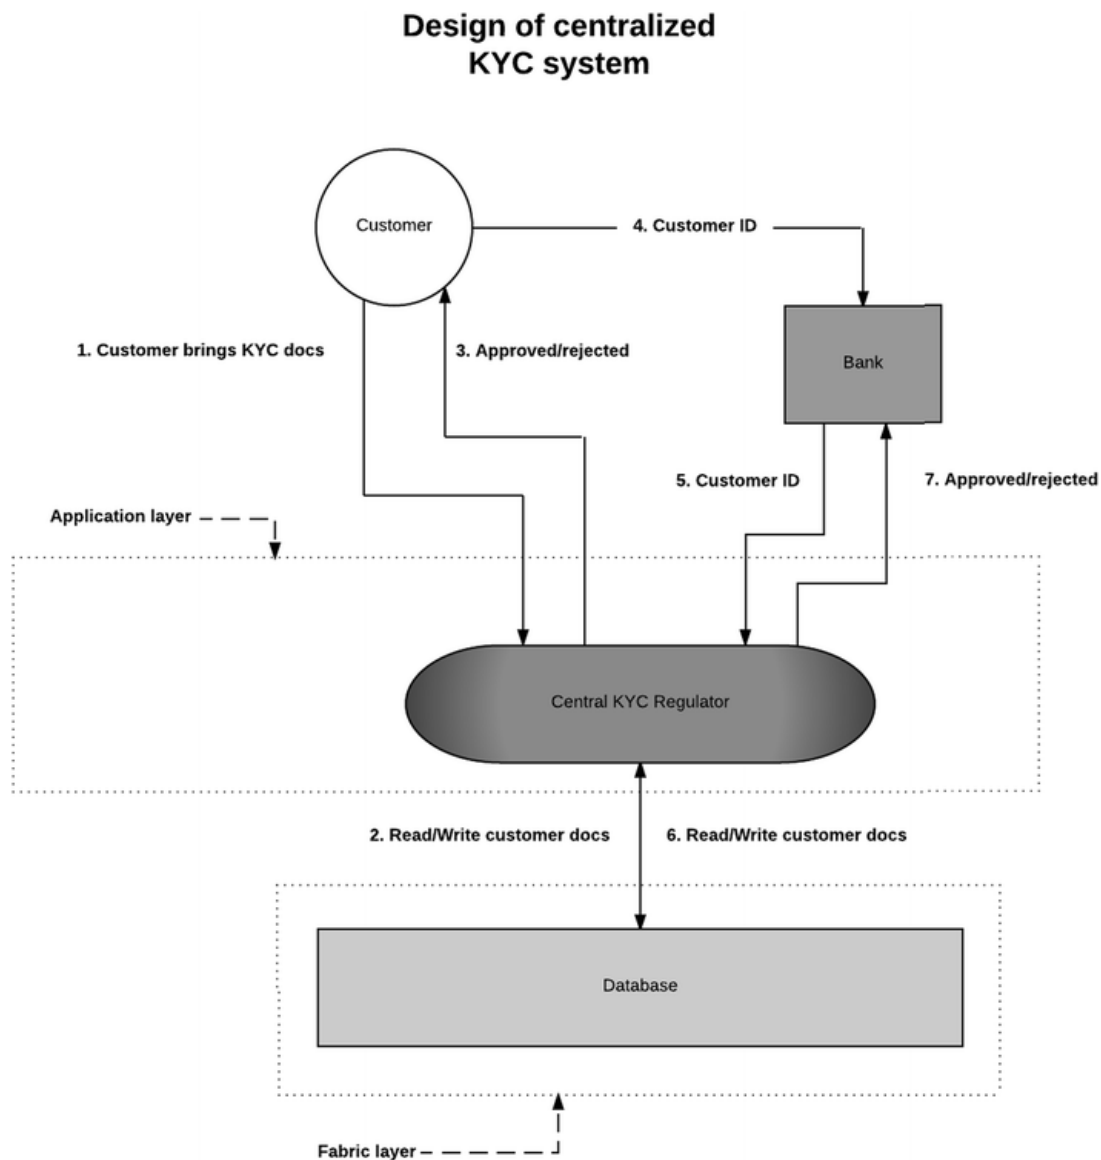 Design of centralized
KYC system
Customer
4. Customer ID
1. Customer brings KYC docs
3. Approved/rejected
Bank
5. Customer ID
7. Approved/rejected
Application layer
Central KYC Regulator
2. Read/Write customer docs
6. Read/Write customer docs
Database
Fabric layer